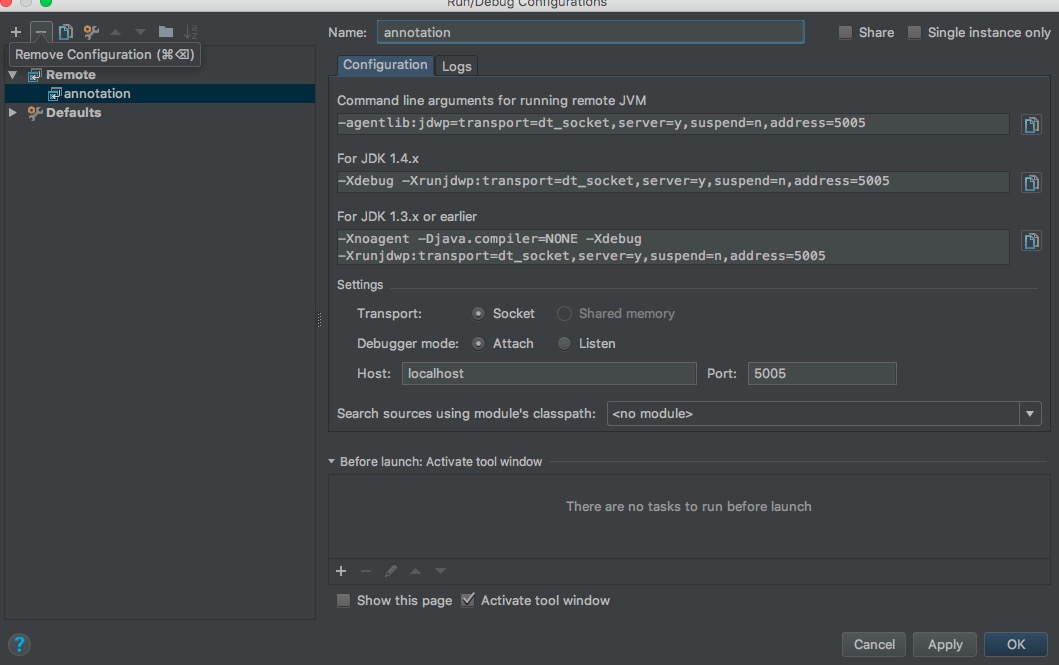 Run/Debug Configurations
Name: annotation
Share
Single instance only
Remove Configuration (⌘⌫)
Remote
annotation
Defaults
Configuration
Logs
Command line arguments for running remote JVM
-agentlib:jdwp=transport=dt_socket,server=y,suspend=n,address=5005
For JDK 1.4.x
-Xdebug -Xrunjdwp:transport=dt_socket,server=y,suspend=n,address=5005
For JDK 1.3.x or earlier
-Xnoagent -Djava.compiler=NONE -Xdebug
-Xrunjdwp:transport=dt_socket,server=y,suspend=n,address=5005
Settings
Transport: Socket Shared memory
Debugger mode: Attach Listen
Host: localhost Port: 5005
Search sources using module's classpath: <no module>
Before launch: Activate tool window
There are no tasks to run before launch
Show this page Activate tool window
? Cancel Apply OK